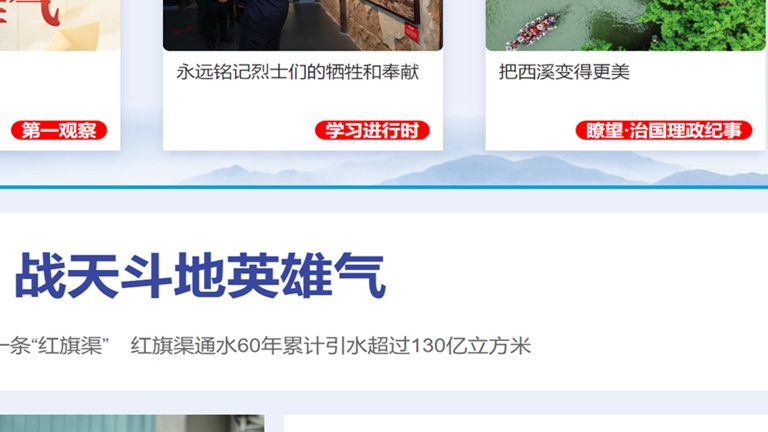 永远铭记烈士们的牺牲和奉献
把西溪变得更美
第一观察
学习进行时
瞭望·治国理政纪事
战天斗地英雄气
一条“红旗渠” 红旗渠通水60年累计引水超过130亿立方米